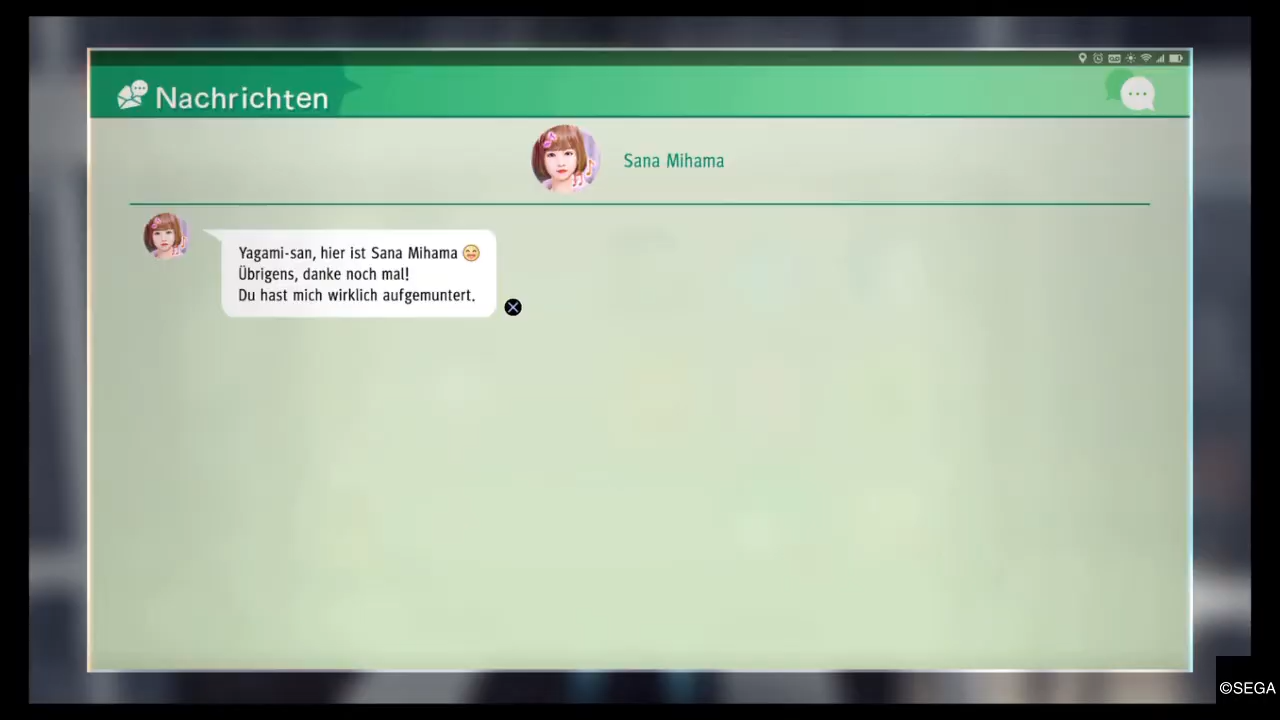 Nachrichten
Sana Mihama
Yagami-san, hier ist Sana Mihama
Übrigens, danke noch mal!
Du hast mich wirklich aufgemuntert.
©SEGA